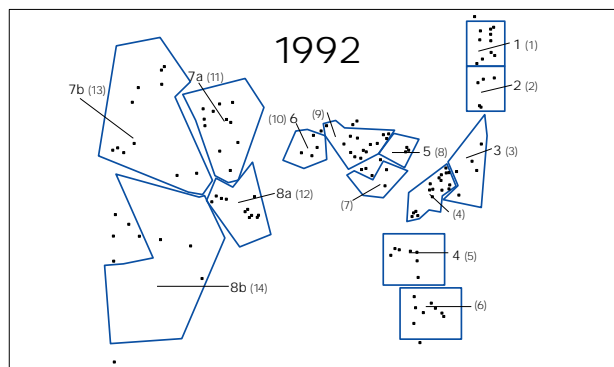 1992
1 (1)
2 (2)
7a (11)
7b (13)
(10) 6
(9)
5 (8)
3 (3)
(7)
(4)
8a (12)
4 (5)
8b (14)
(6)